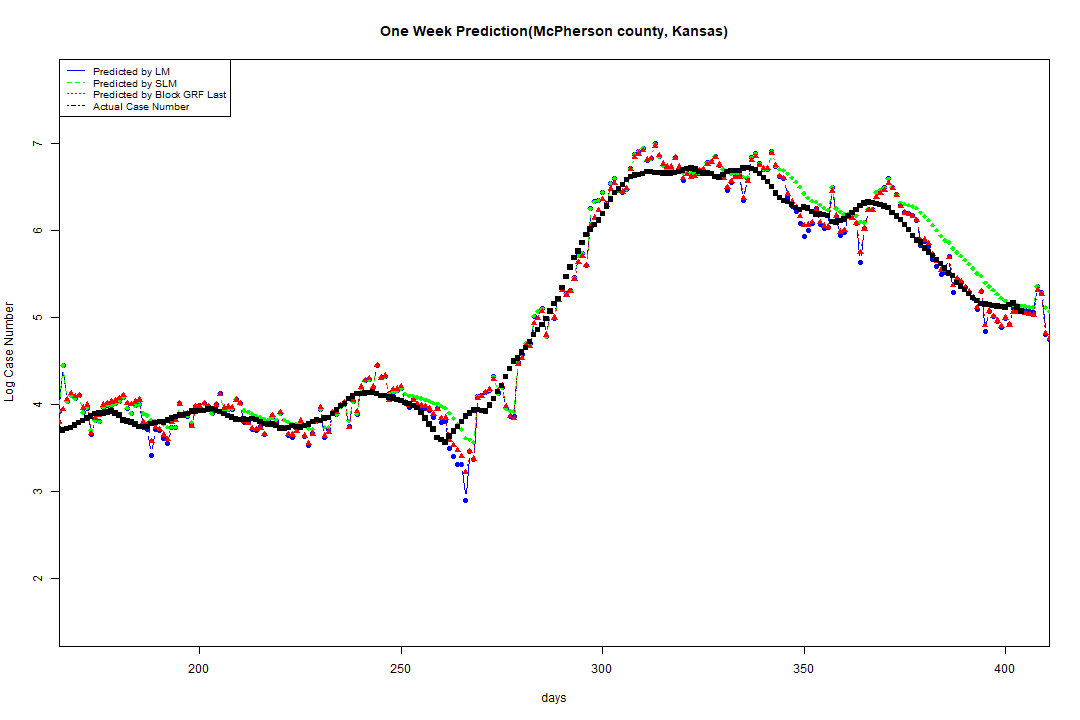 One Week Prediction(McPherson county, Kansas)
Predicted by LM
Predicted by SLM
Predicted by Block GRF Last
Actual Case Number
7
6
5
4
3
2
Log Case Number
200 250 300 350 400
days